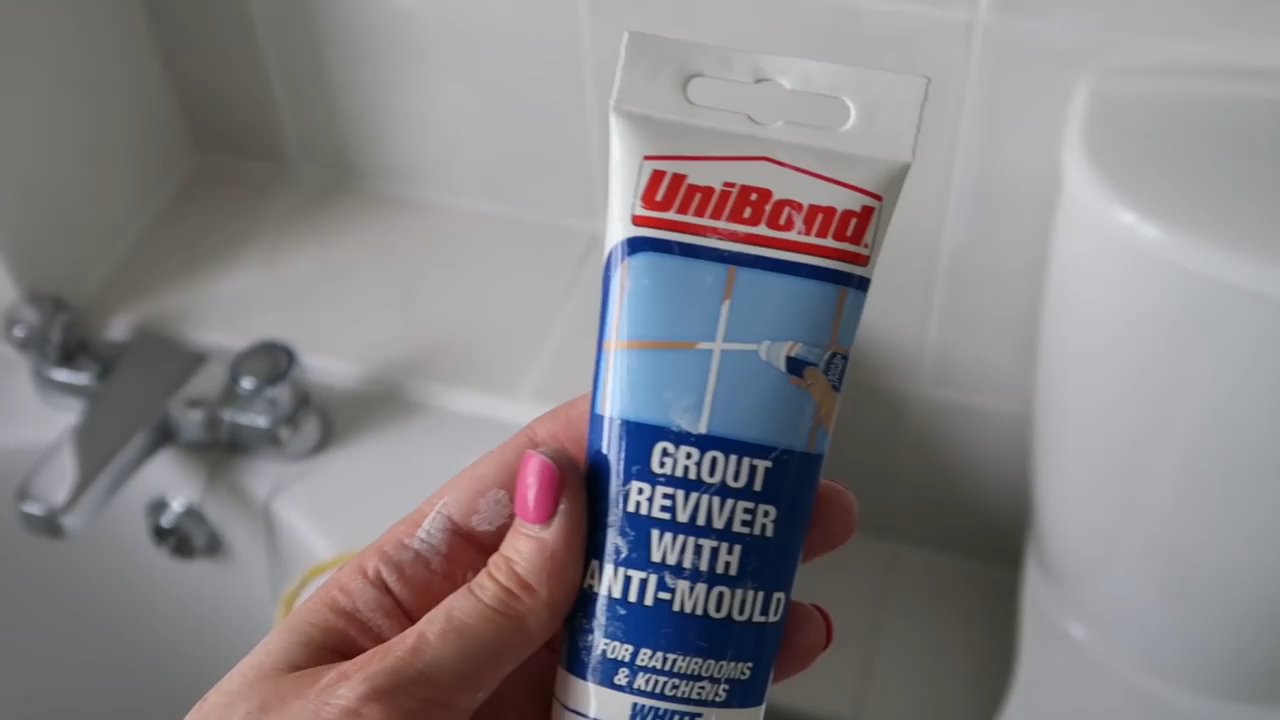 UniBond
GROUT
REVIVER
WITH
ANTI-MOULD
FOR BATHROOMS
& KITCHENS
WHITE